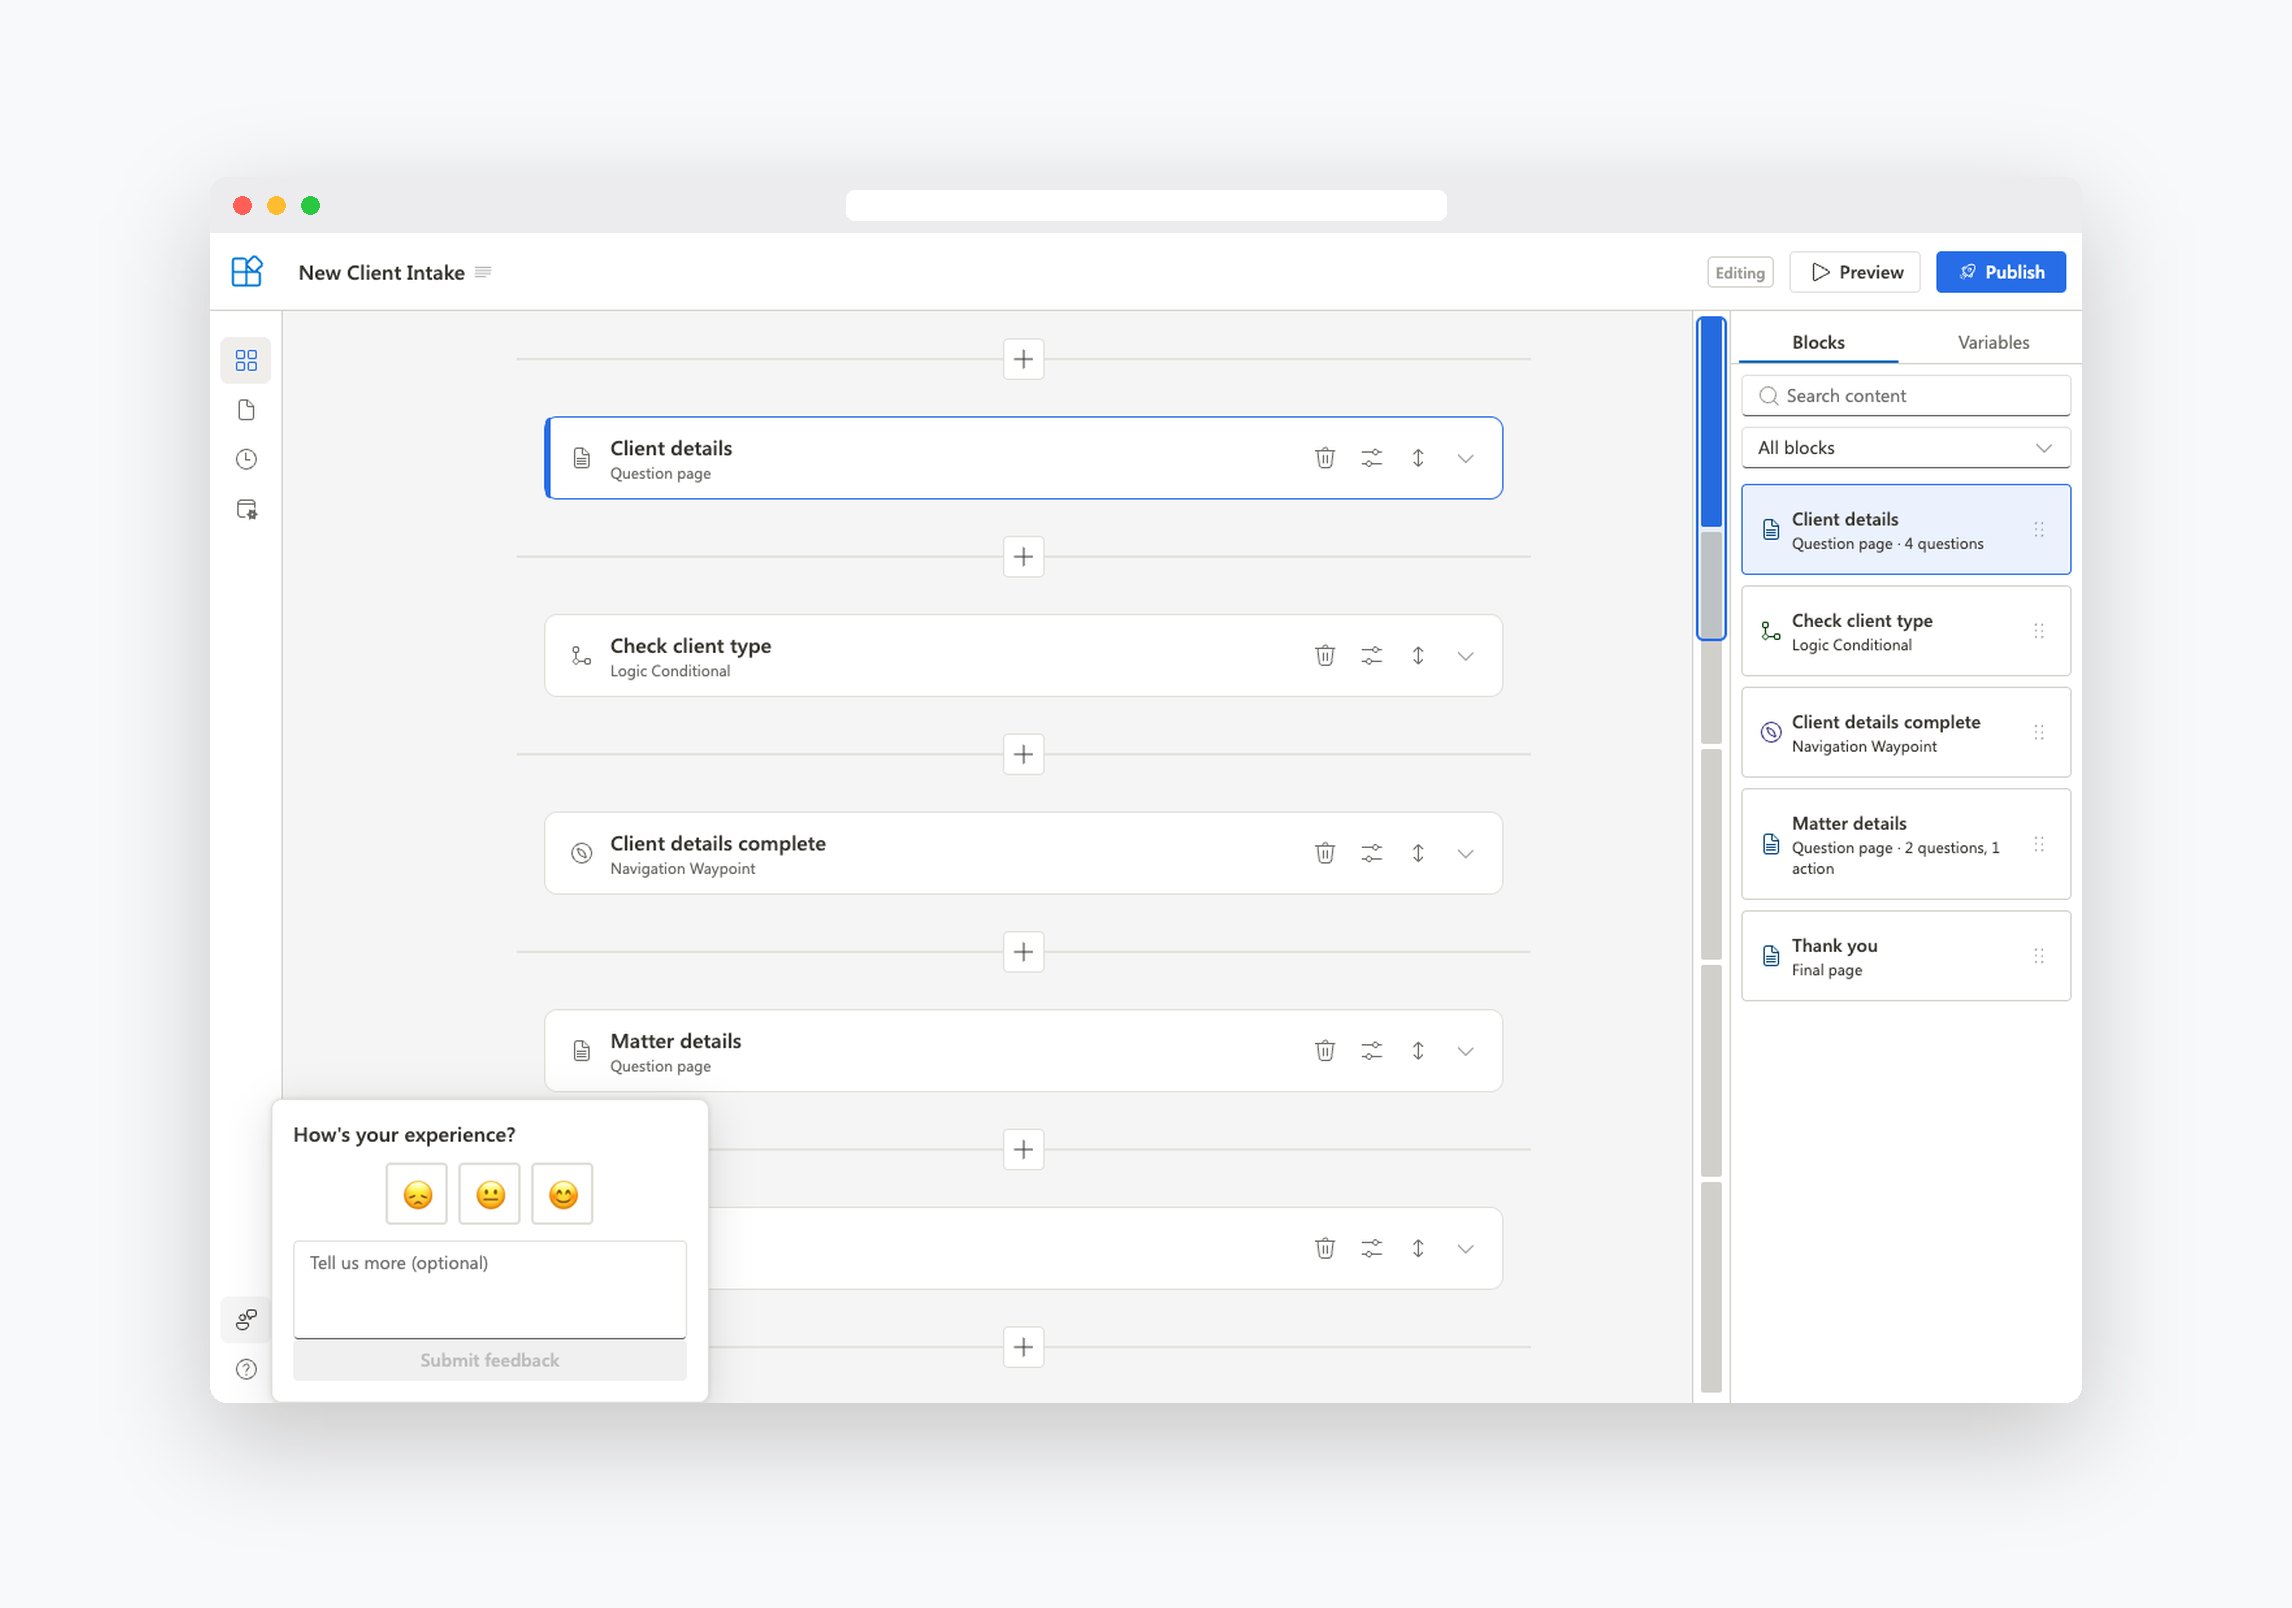 New Client Intake
Editing
Preview
Publish
Client details
Question page
Check client type
Logic Conditional
Client details complete
Navigation Waypoint
Matter details
Question page
How's your experience?
Tell us more (optional)
Submit feedback
Blocks
Variables
Search content
All blocks
Client details
Question page · 4 questions
Check client type
Logic Conditional
Client details complete
Navigation Waypoint
Matter details
Question page · 2 questions, 1
action
Thank you
Final page